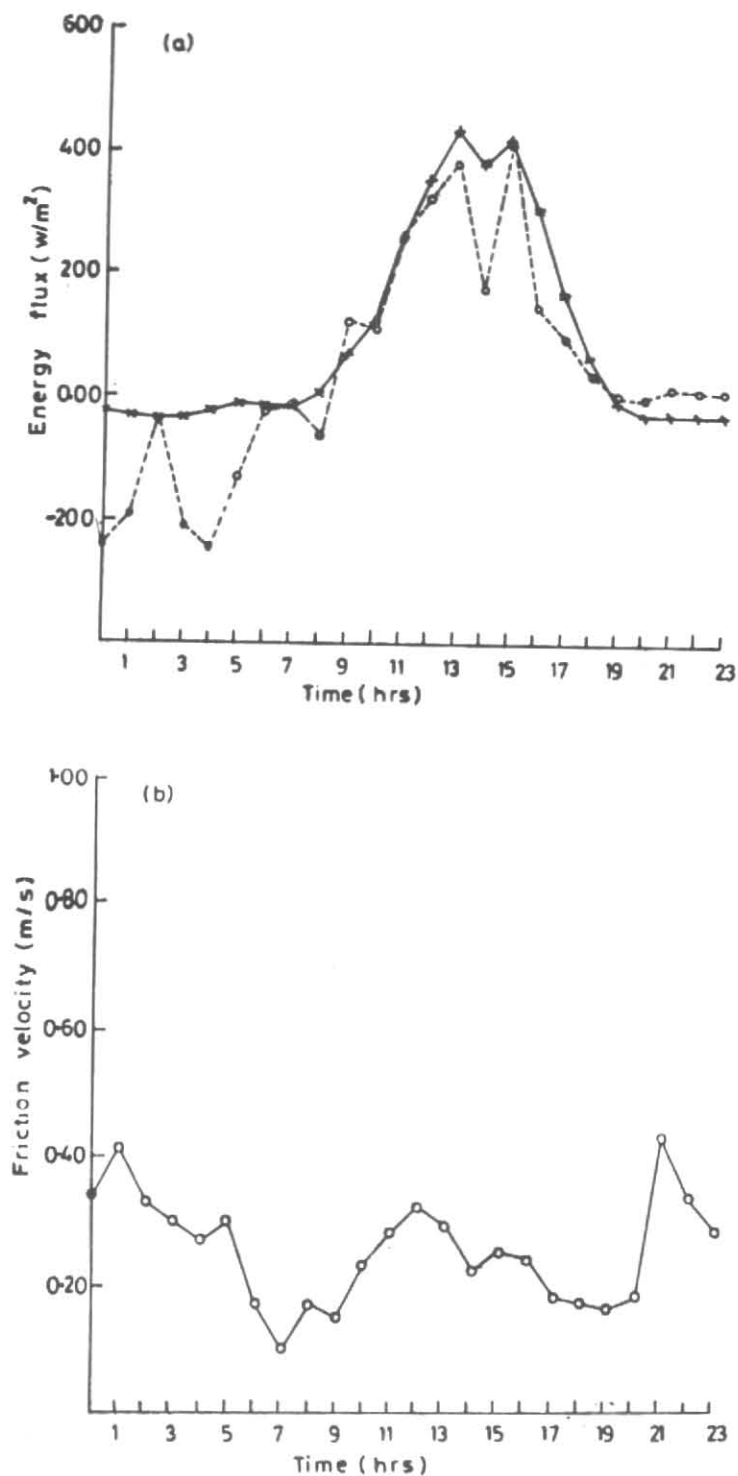 (a)
Energy flux (w/m²)
600
400
200
0.00
-200
1 3 5 7 9 11 13 15 17 19 21 23
Time (hrs)
(b)
Friction velocity (m/s)
1.00
0.80
0.60
0.40
0.20
1 3 5 7 9 11 13 15 17 19 21 23
Time (hrs)